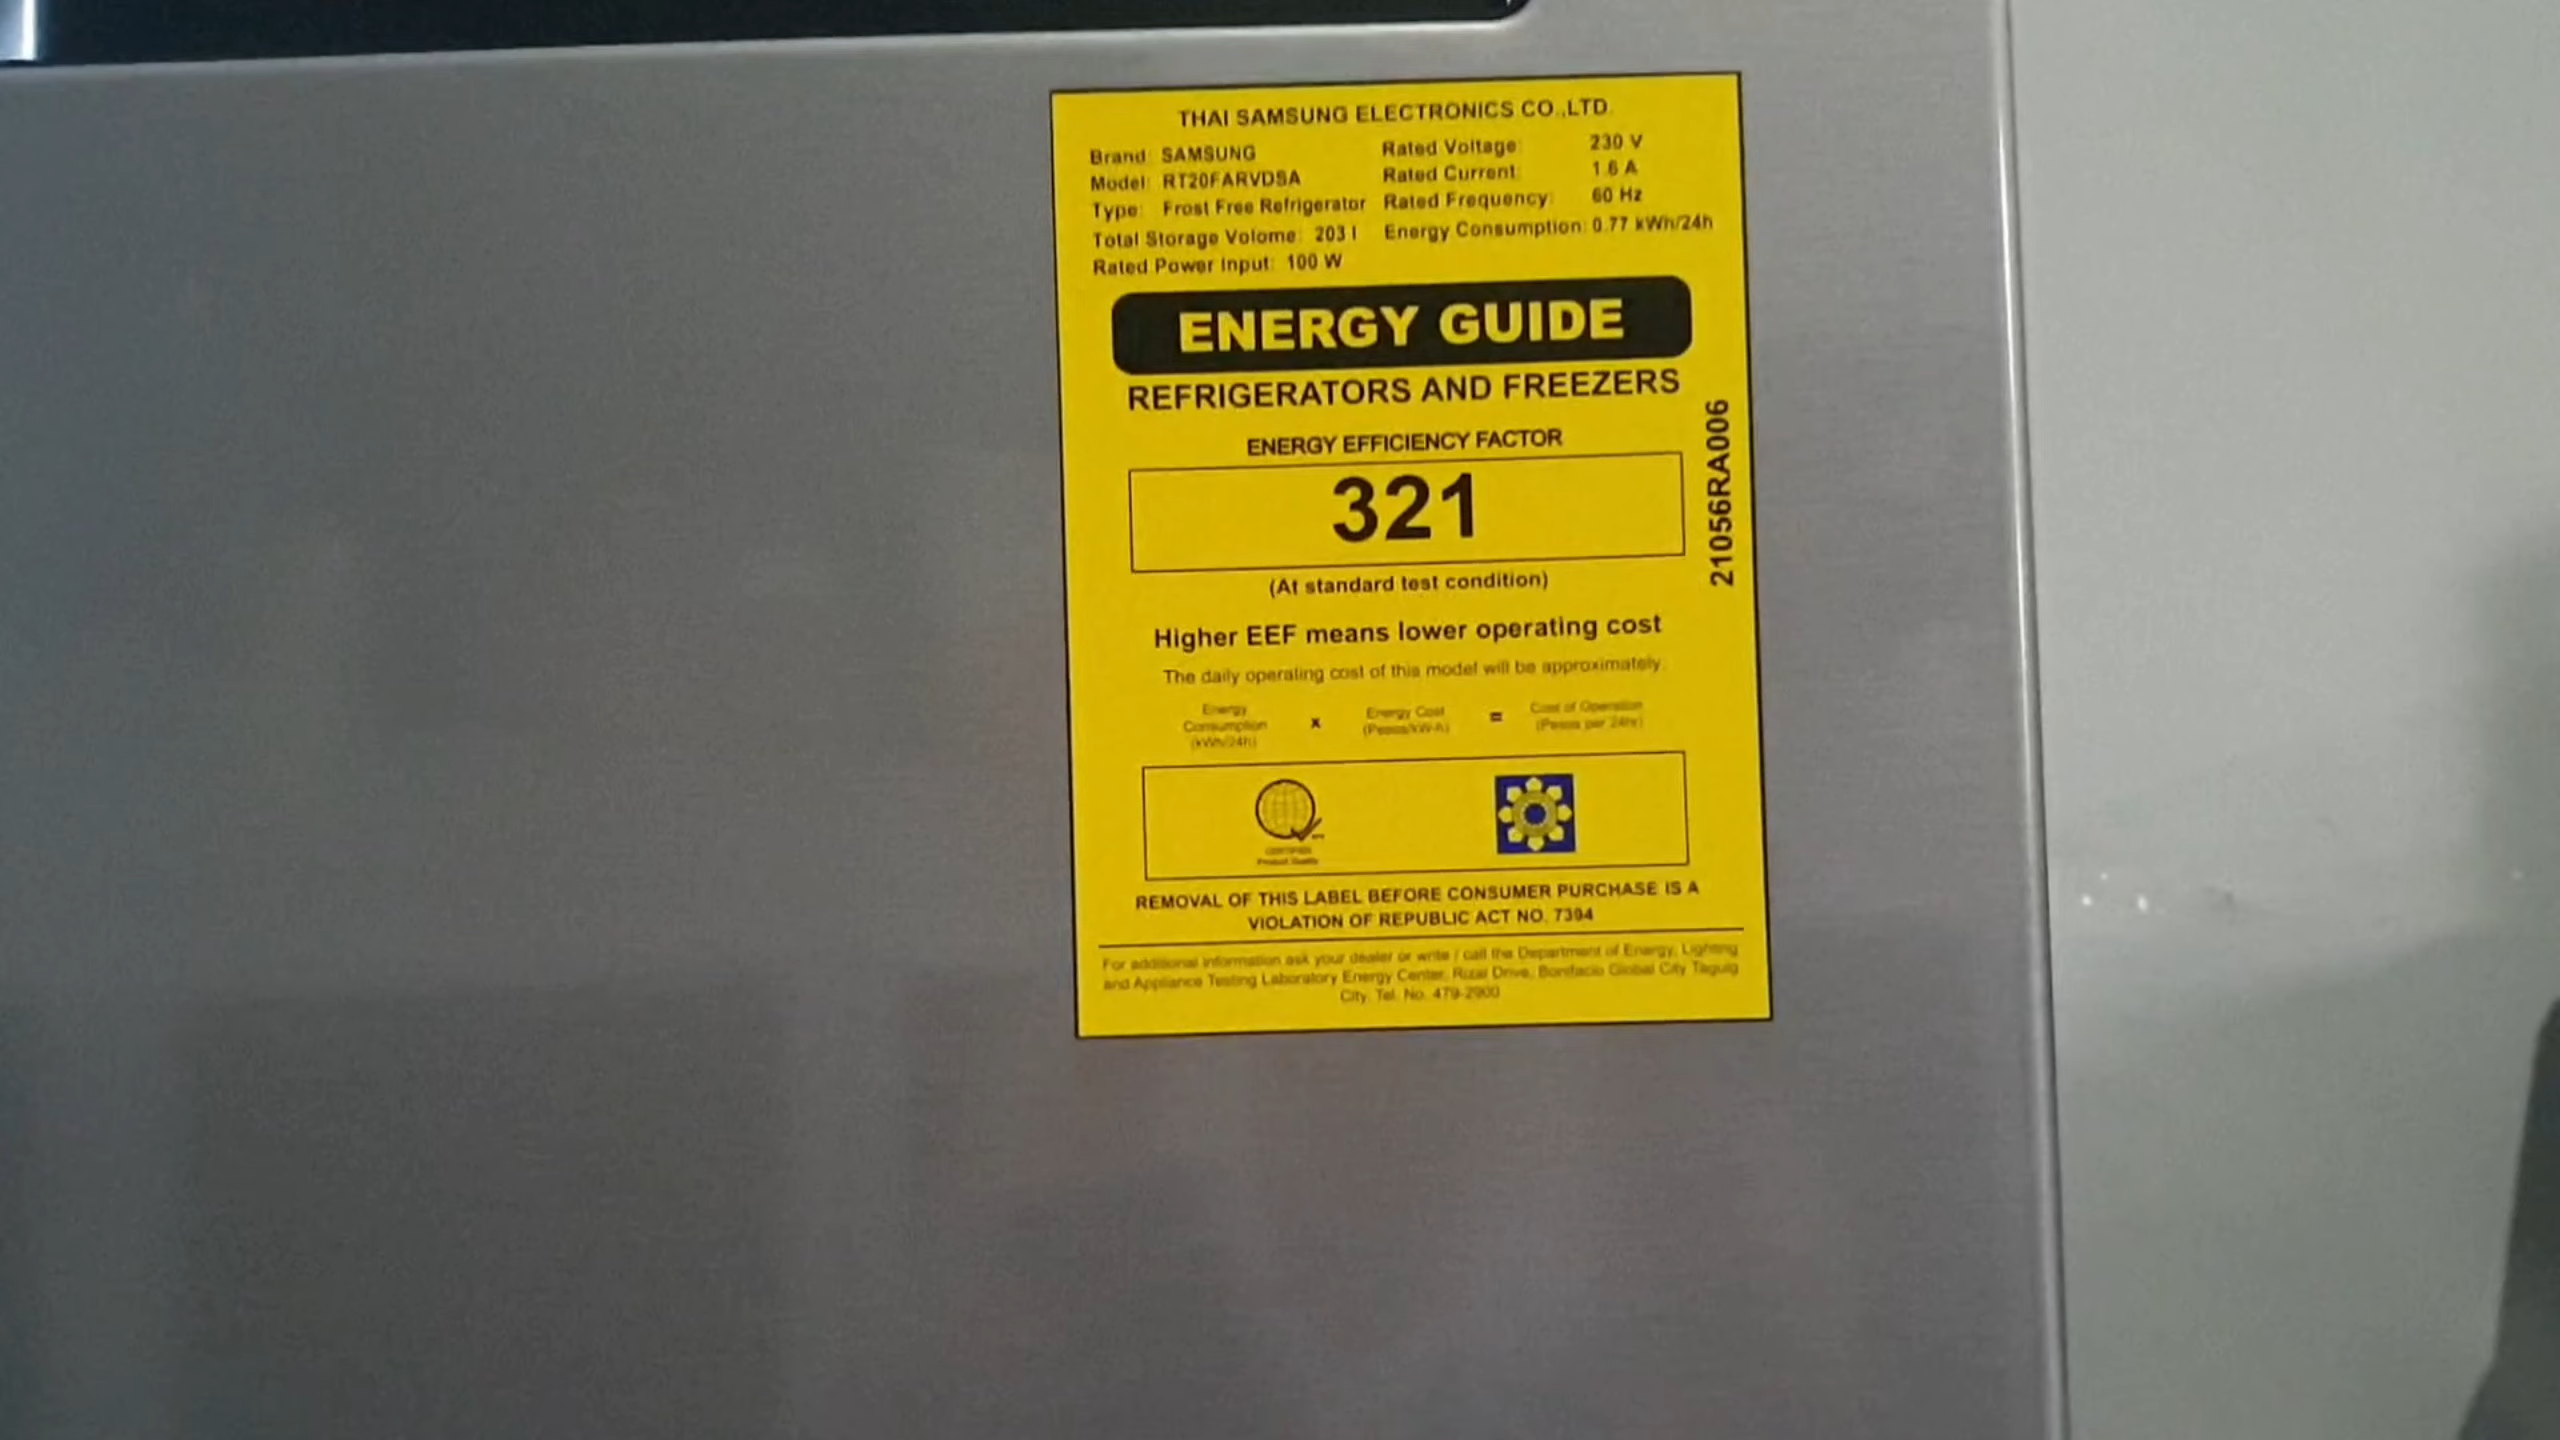 THAI SAMSUNG ELECTRONICS CO.,LTD.
Brand: SAMSUNG Rated Voltage: 230 V
Model: RT20FARVDSA Rated Current: 1.6 A
Type: Frost Free Refrigerator Rated Frequency: 60 Hz
Total Storage Volome: 203 l Energy Consumption: 0.77 kWh/24h
Rated Power Input: 100 W
ENERGY GUIDE
REFRIGERATORS AND FREEZERS
ENERGY EFFICIENCY FACTOR
321
(At standard test condition)
21056RA006
Higher EEF means lower operating cost
The daily operating cost of this model will be approximately:
Energy Consumption (kWh/24h) x Energy Cost (Pesos/kW-h) = Cost of Operation (Pesos per 24hr)
CERTIFIED
Product Quality
REMOVAL OF THIS LABEL BEFORE CONSUMER PURCHASE IS A
VIOLATION OF REPUBLIC ACT NO. 7394
For additional information ask your dealer or write / call the Department of Energy, Lighting
and Appliance Testing Laboratory Energy Center, Rizal Drive, Bonifacio Global City Taguig
City. Tel. No. 479-2900